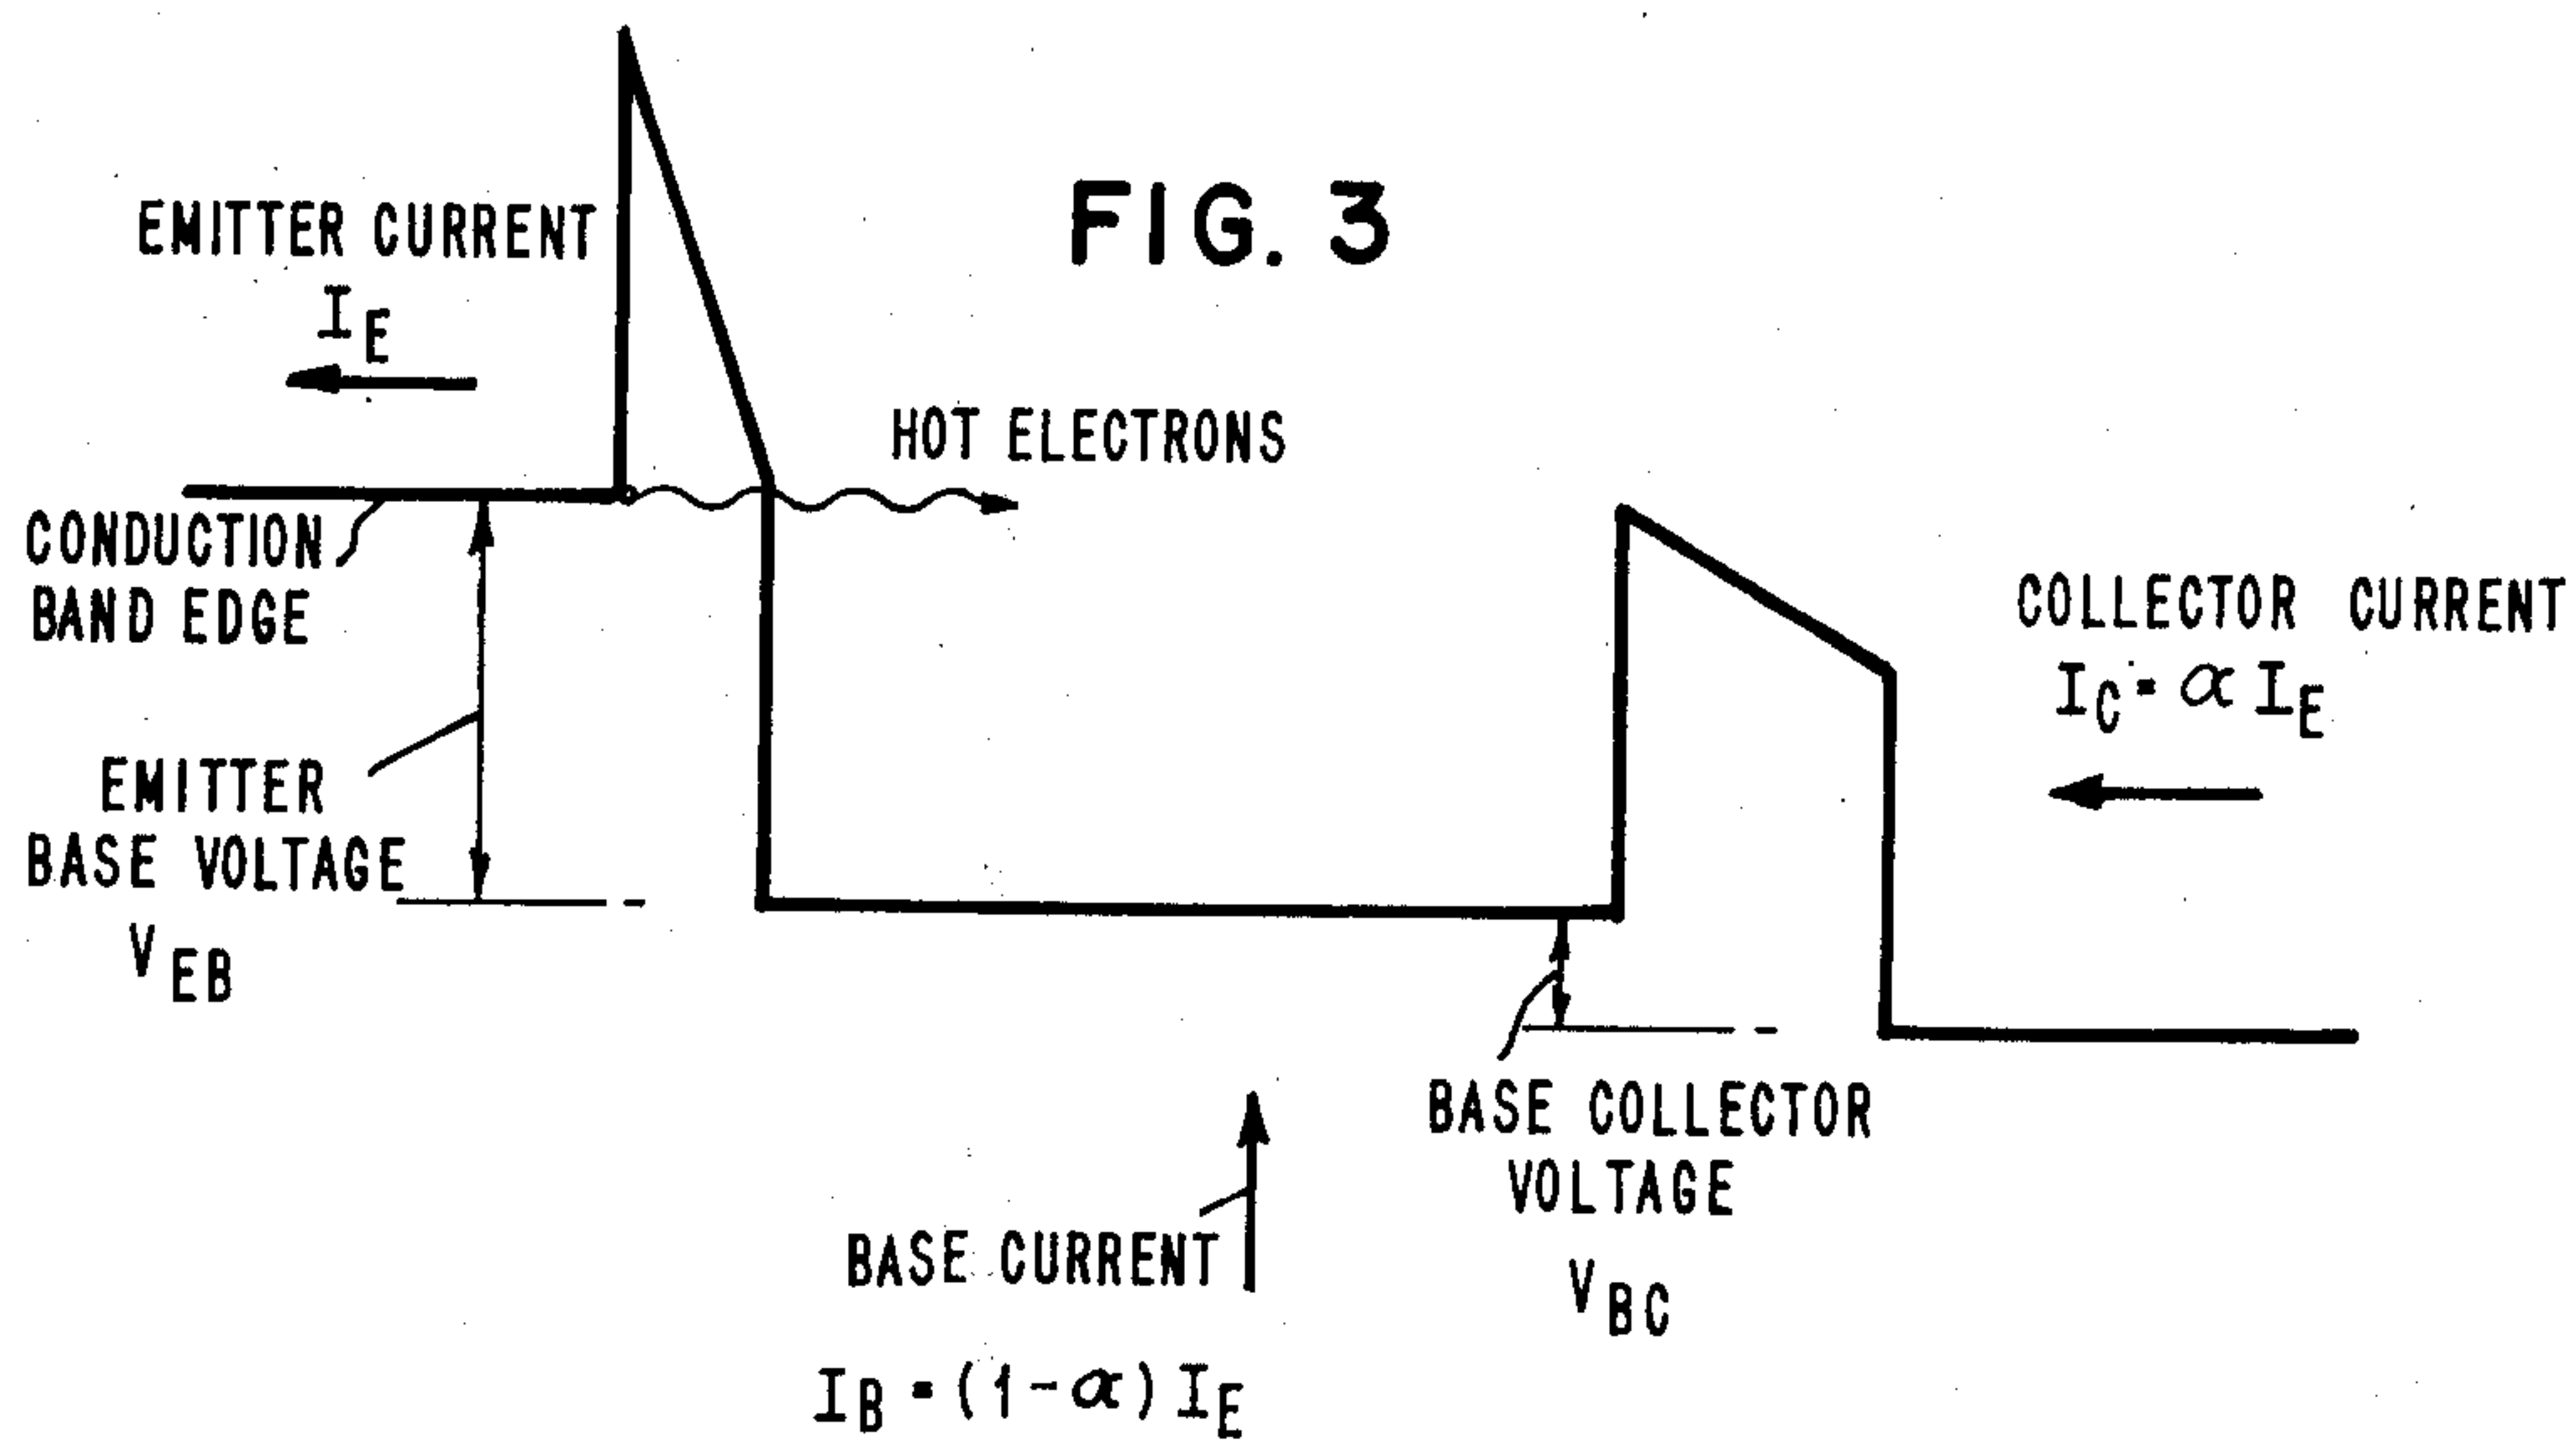 FIG. 3
EMITTER CURRENT
I_E
HOT ELECTRONS
CONDUCTION
BAND EDGE
COLLECTOR CURRENT
I_C = α I_E
EMITTER
BASE VOLTAGE
V_EB
BASE COLLECTOR
VOLTAGE
V_BC
BASE CURRENT
I_B = (1-α) I_E